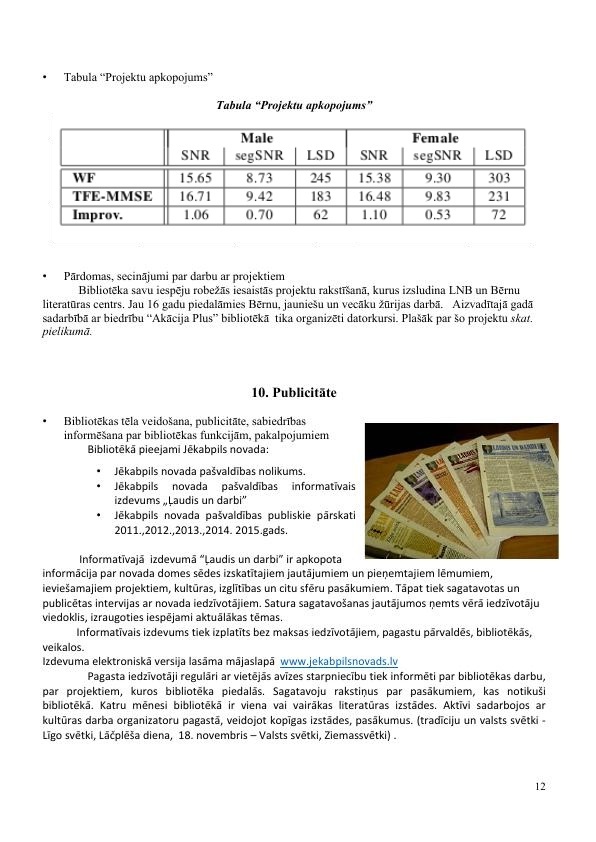 • Tabula “Projektu apkopojums”
Tabula “Projektu apkopojums”
Male Female
SNR segSNR LSD SNR segSNR LSD
WF 15.65 8.73 245 15.38 9.30 303
TFE-MMSE 16.71 9.42 183 16.48 9.83 231
Improv. 1.06 0.70 62 1.10 0.53 72
• Pārdomas, secinājumi par darbu ar projektiem
Bibliotēka savu iespēju robežās iesaistās projektu rakstīšanā, kurus izsludina LNB un Bērnu
literatūras centrs. Jau 16 gadu piedalāmies Bērnu, jauniešu un vecāku žūrijas darbā. Aizvadītajā gadā
sadarbībā ar biedrību “Akācija Plus” bibliotēkā tika organizēti datorkursi. Plašāk par šo projektu skat.
pielikumā.
10. Publicitāte
• Bibliotēkas tēla veidošana, publicitāte, sabiedrības
informēšana par bibliotēkas funkcijām, pakalpojumiem
Bibliotēkā pieejami Jēkabpils novada:
• Jēkabpils novada pašvaldības nolikums.
• Jēkabpils novada pašvaldības informatīvais
izdevums „Ļaudis un darbi”
• Jēkabpils novada pašvaldības publiskie pārskati
2011.,2012.,2013.,2014. 2015.gads.
LAUDIS UN DARBI
Informatīvajā izdevumā “Ļaudis un darbi” ir apkopota
informācija par novada domes sēdes izskatītajiem jautājumiem un pieņemtajiem lēmumiem,
ieviešamajiem projektiem, kultūras, izglītības un citu sfēru pasākumiem. Tāpat tiek sagatavotas un
publicētas intervijas ar novada iedzīvotājiem. Satura sagatavošanas jautājumos ņemts vērā iedzīvotāju
viedoklis, izraugoties iespējami aktuālākas tēmas.
Informatīvais izdevums tiek izplatīts bez maksas iedzīvotājiem, pagastu pārvaldēs, bibliotēkās,
veikalos.
Izdevuma elektroniskā versija lasāma mājaslapā www.jekabpilsnovads.lv
Pagasta iedzīvotāji regulāri ar vietējās avīzes starpniecību tiek informēti par bibliotēkas darbu,
par projektiem, kuros bibliotēka piedalās. Sagatavoju rakstiņus par pasākumiem, kas notikuši
bibliotēkā. Katru mēnesi bibliotēkā ir viena vai vairākas literatūras izstādes. Aktīvi sadarbojos ar
kultūras darba organizatoru pagastā, veidojot kopīgas izstādes, pasākumus. (tradīciju un valsts svētki -
Līgo svētki, Lāčplēša diena, 18. novembris – Valsts svētki, Ziemassvētki) .
12